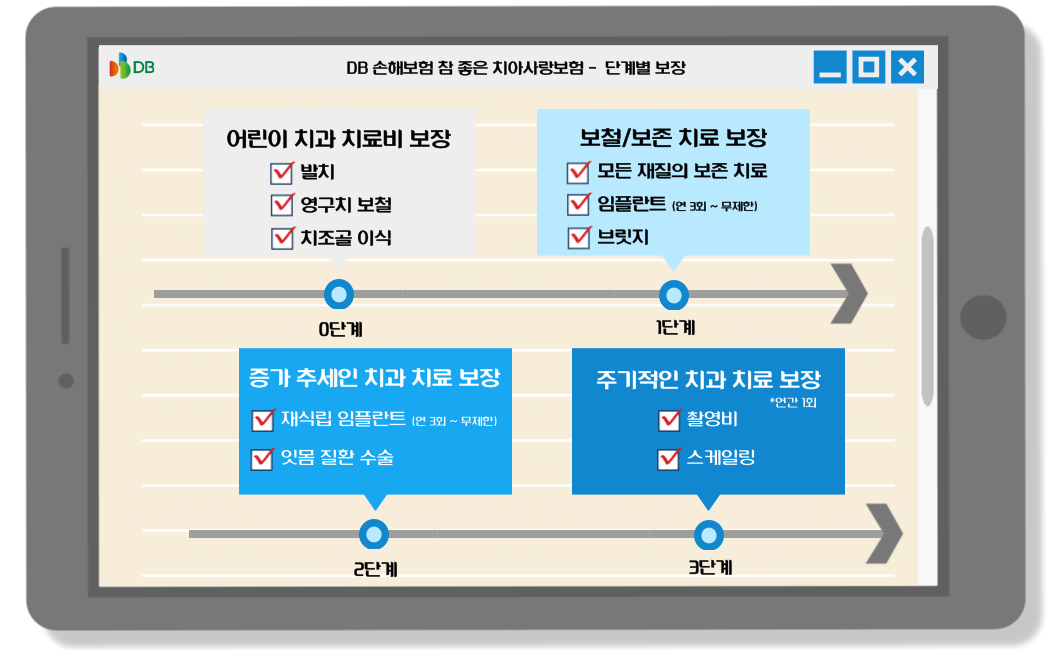 DB
DB 손해보험 참 좋은 치아사랑보험 - 단계별 보장
어린이 치과 치료비 보장
발치
영구치 보철
치조골 이식
0단계
보철/보존 치료 보장
모든 재질의 보존 치료
임플란트 (연 3회 ~ 무제한)
브릿지
1단계
증가 추세인 치과 치료 보장
재식립 임플란트 (연 3회 ~ 무제한)
잇몸 질환 수술
2단계
주기적인 치과 치료 보장
*연간 1회
촬영비
스케일링
3단계